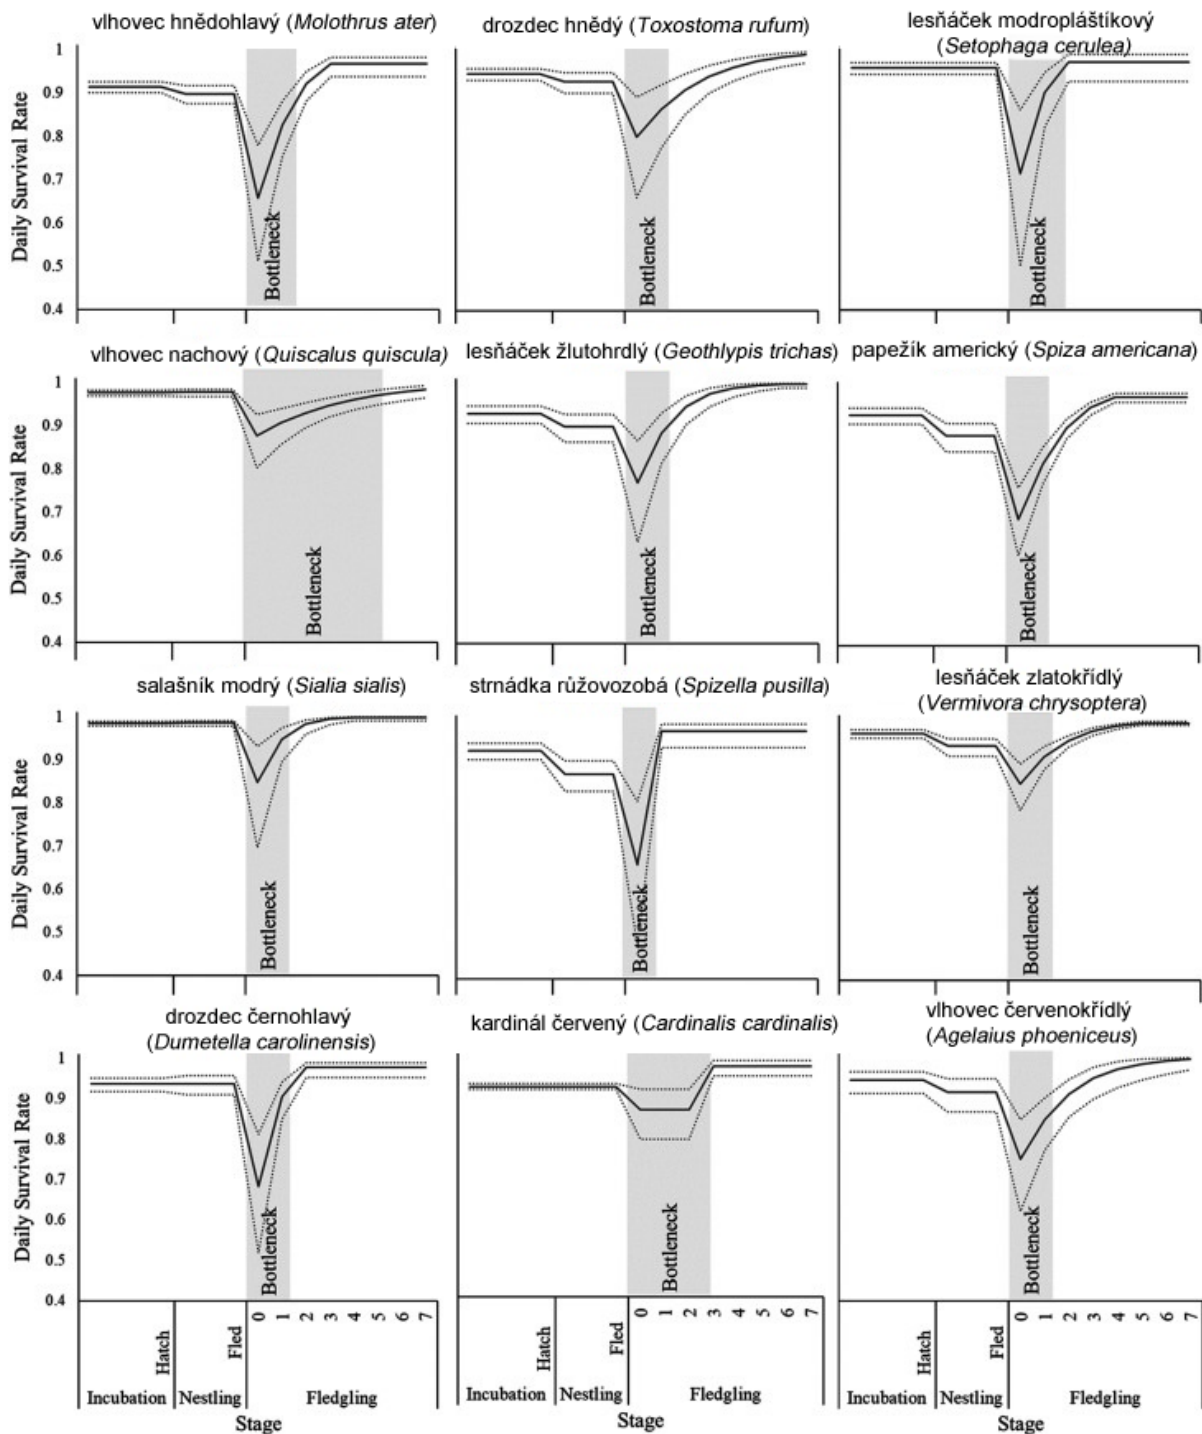 vlhovec hnědohlavý (Molothrus ater)
drozdec hnědý (Toxostoma rufum)
lesňáček modropláštíkový
(Setophaga cerulea)
Daily Survival Rate
1
0.9
0.8
0.7
0.6
0.5
0.4
Bottleneck
Bottleneck
Bottleneck
vlhovec nachový (Quiscalus quiscula)
lesňáček žlutohrdlý (Geothlypis trichas)
papežík americký (Spiza americana)
Daily Survival Rate
1
0.9
0.8
0.7
0.6
0.5
0.4
Bottleneck
Bottleneck
Bottleneck
salašník modrý (Sialia sialis)
strnádka růžovozobá (Spizella pusilla)
lesňáček zlatokřídlý
(Vermivora chrysoptera)
Daily Survival Rate
1
0.9
0.8
0.7
0.6
0.5
0.4
Bottleneck
Bottleneck
Bottleneck
drozdec černohlavý
(Dumetella carolinensis)
kardinál červený (Cardinalis cardinalis)
vlhovec červenokřídlý
(Agelaius phoeniceus)
Daily Survival Rate
1
0.9
0.8
0.7
0.6
0.5
0.4
Bottleneck
Bottleneck
Bottleneck
Hatch
Fled
0 1 2 3 4 5 6 7
Hatch
Fled
0 1 2 3 4 5 6 7
Hatch
Fled
0 1 2 3 4 5 6 7
Incubation Nestling Fledgling
Incubation Nestling Fledgling
Incubation Nestling Fledgling
Stage
Stage
Stage